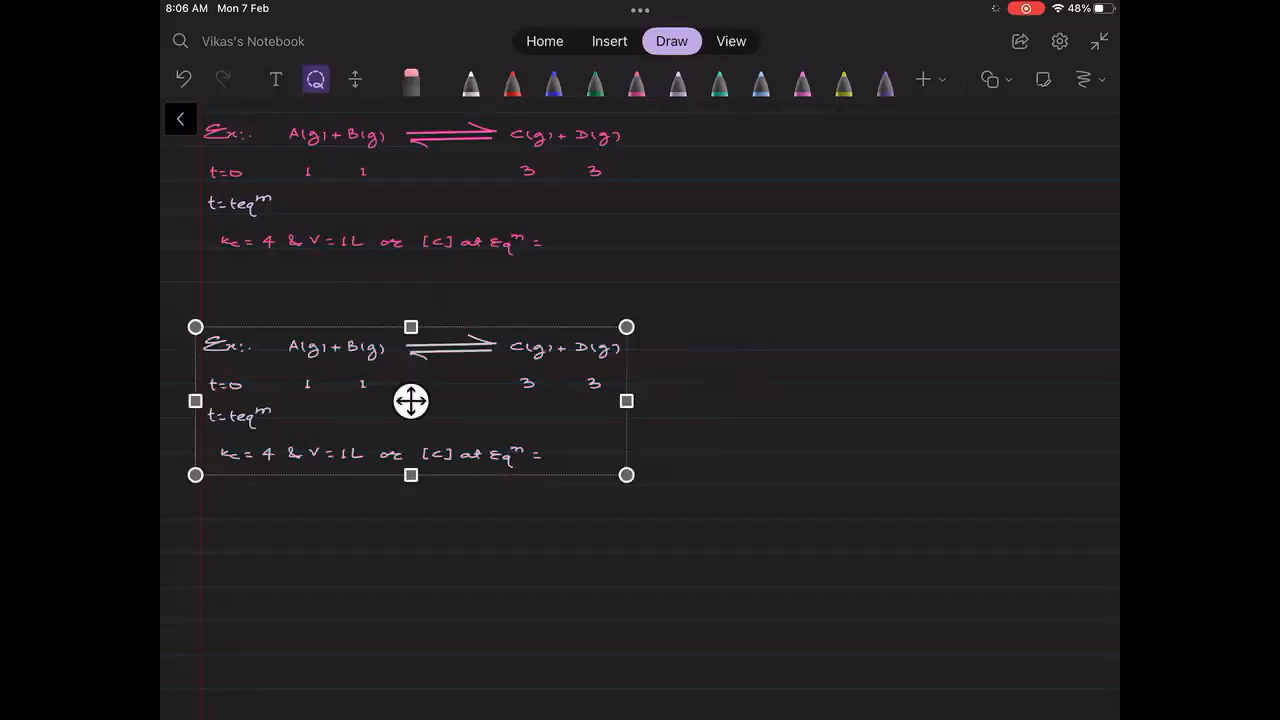 8:06 AM Mon 7 Feb
48%
Vikas's Notebook
Home Insert Draw View
T
Ex:- A(g) + B(g) ⇌ C(g) + D(g)
t=0 1 1 3 3
t=teqᵐ
Kc = 4 & V = 1L or [C] at Eqᵐ =
Ex:- A(g) + B(g) ⇌ C(g) + D(g)
t=0 1 1 3 3
t=teqᵐ
Kc = 4 & V = 1L or [C] at Eqᵐ =